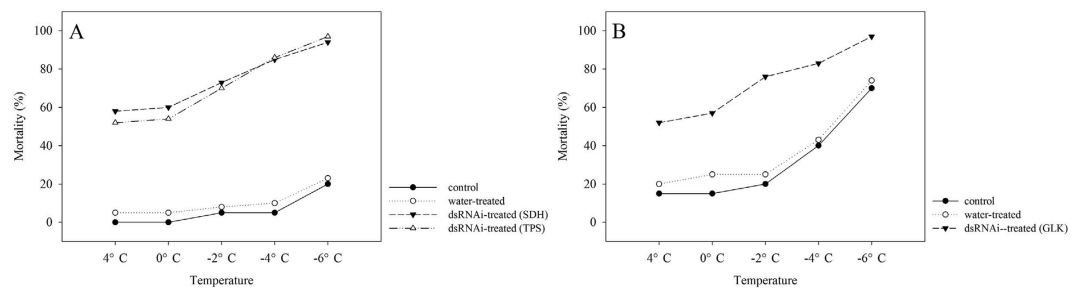 A
100
80
60
40
20
0
Mortality (%)
4° C
0° C
-2° C
-4° C
-6° C
Temperature
control
water-treated
dsRNAi-treated (SDH)
dsRNAi-treated (TPS)
B
100
80
60
40
20
0
Mortality (%)
4° C
0° C
-2° C
-4° C
-6° C
Temperature
control
water-treated
dsRNAi--treated (GLK)